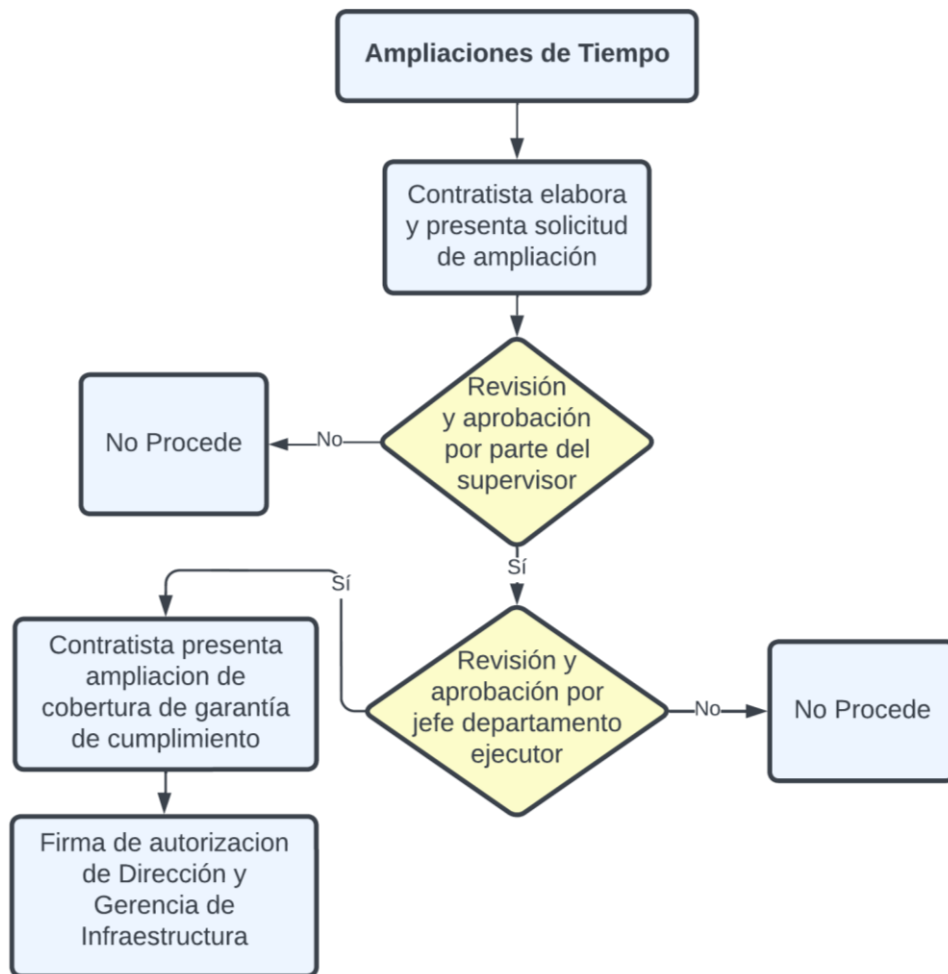 Ampliaciones de Tiempo
Contratista elabora
y presenta solicitud
de ampliación
Revisión
y aprobación
por parte del
supervisor
No
No Procede
Sí
Revisión y
aprobación por
jefe departamento
ejecutor
No
No Procede
Sí
Contratista presenta
ampliacion de
cobertura de garantía
de cumplimiento
Firma de autorizacion
de Dirección y
Gerencia de
Infraestructura